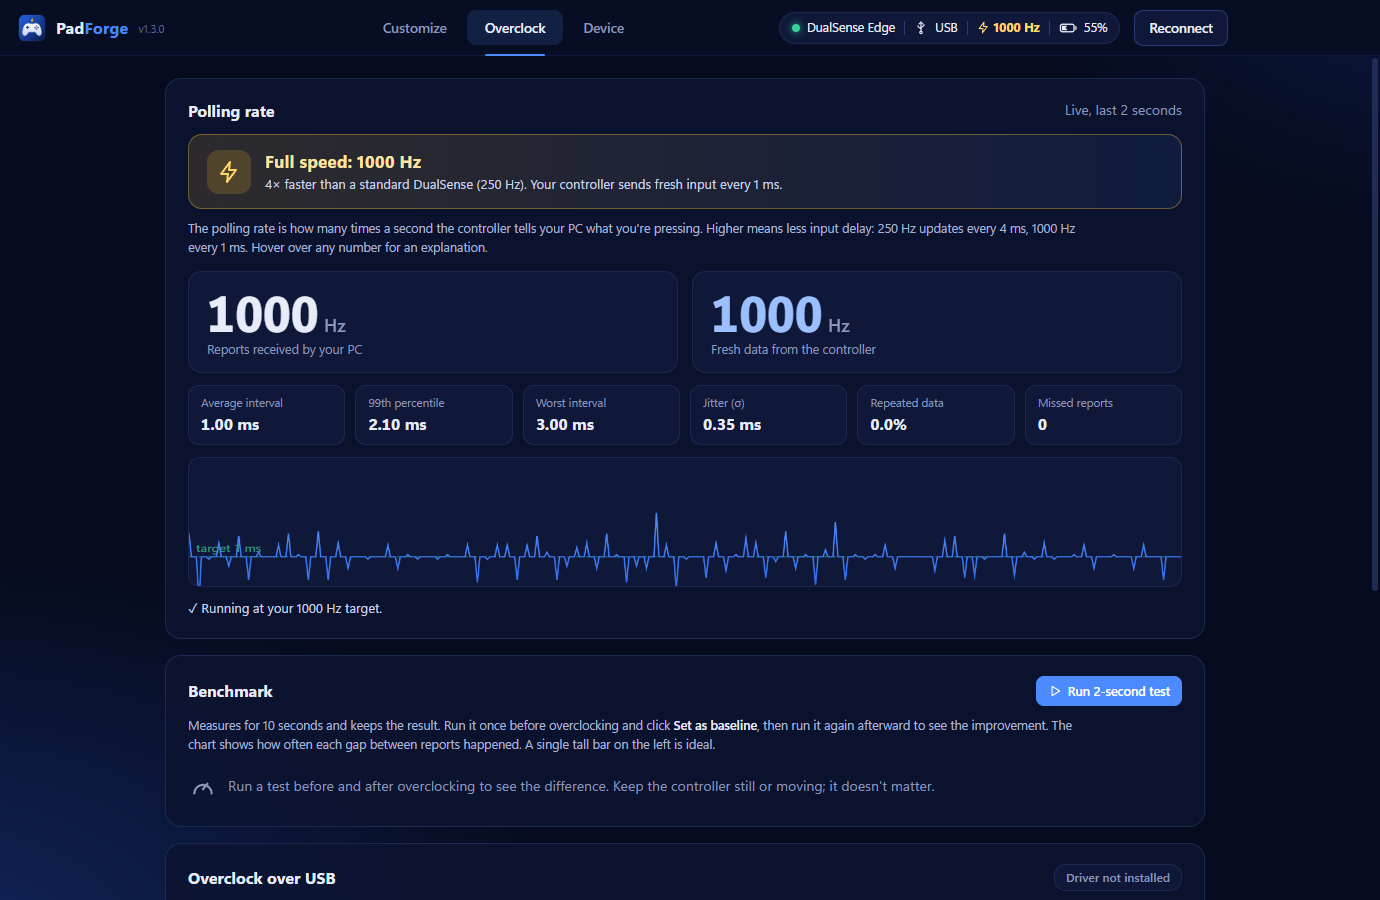 PadForge v1.3.0
Customize
Overclock
Device
DualSense Edge
USB
1000 Hz
55%
Reconnect
Polling rate
Live, last 2 seconds
Full speed: 1000 Hz
4× faster than a standard DualSense (250 Hz). Your controller sends fresh input every 1 ms.
The polling rate is how many times a second the controller tells your PC what you're pressing. Higher means less input delay: 250 Hz updates every 4 ms, 1000 Hz
every 1 ms. Hover over any number for an explanation.
1000 Hz
Reports received by your PC
1000 Hz
Fresh data from the controller
Average interval
1.00 ms
99th percentile
2.10 ms
Worst interval
3.00 ms
Jitter (σ)
0.35 ms
Repeated data
0.0%
Missed reports
0
target 1 ms
✓ Running at your 1000 Hz target.
Benchmark
Run 2-second test
Measures for 10 seconds and keeps the result. Run it once before overclocking and click Set as baseline, then run it again afterward to see the improvement. The
chart shows how often each gap between reports happened. A single tall bar on the left is ideal.
Run a test before and after overclocking to see the difference. Keep the controller still or moving; it doesn't matter.
Overclock over USB
Driver not installed